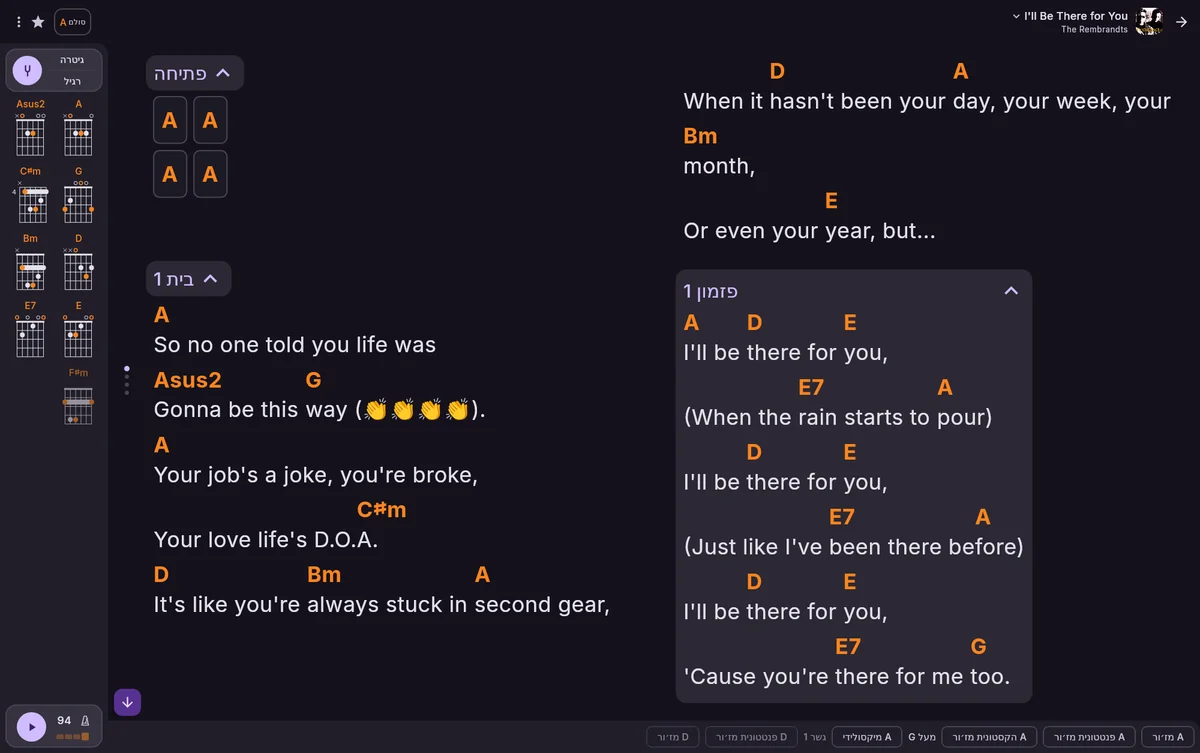 סולם A
I'll Be There for You
The Rembrandts
גיטרה
רגיל
Asus2 A
C#m G
4
Bm D
E7 E
F#m
94
פתיחה
A A
A A
בית 1
A
So no one told you life was
Asus2 G
Gonna be this way (👏👏👏👏).
A
Your job's a joke, you're broke,
C#m
Your love life's D.O.A.
D Bm A
It's like you're always stuck in second gear,
D A
When it hasn't been your day, your week, your
Bm
month,
E
Or even your year, but...
פזמון 1
A D E
I'll be there for you,
E7 A
(When the rain starts to pour)
D E
I'll be there for you,
E7 A
(Just like I've been there before)
D E
I'll be there for you,
E7 G
'Cause you're there for me too.
A מז׳ור
A פנטטונית מז׳ור
A הקסטונית מז׳ור
מעל G
A מיקסולידי
גשר 1
D פנטטונית מז׳ור
D מז׳ור